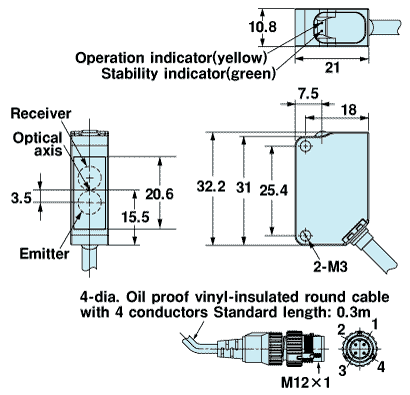 10.8
Operation indicator(yellow)
Stability indicator(green)
21
Receiver
Optical
axis
3.5
20.6
15.5
Emitter
7.5
18
32.2
31
25.4
2-M3
4-dia. Oil proof vinyl-insulated round cable
with 4 conductors Standard length: 0.3m
M12×1
2
1
3
4